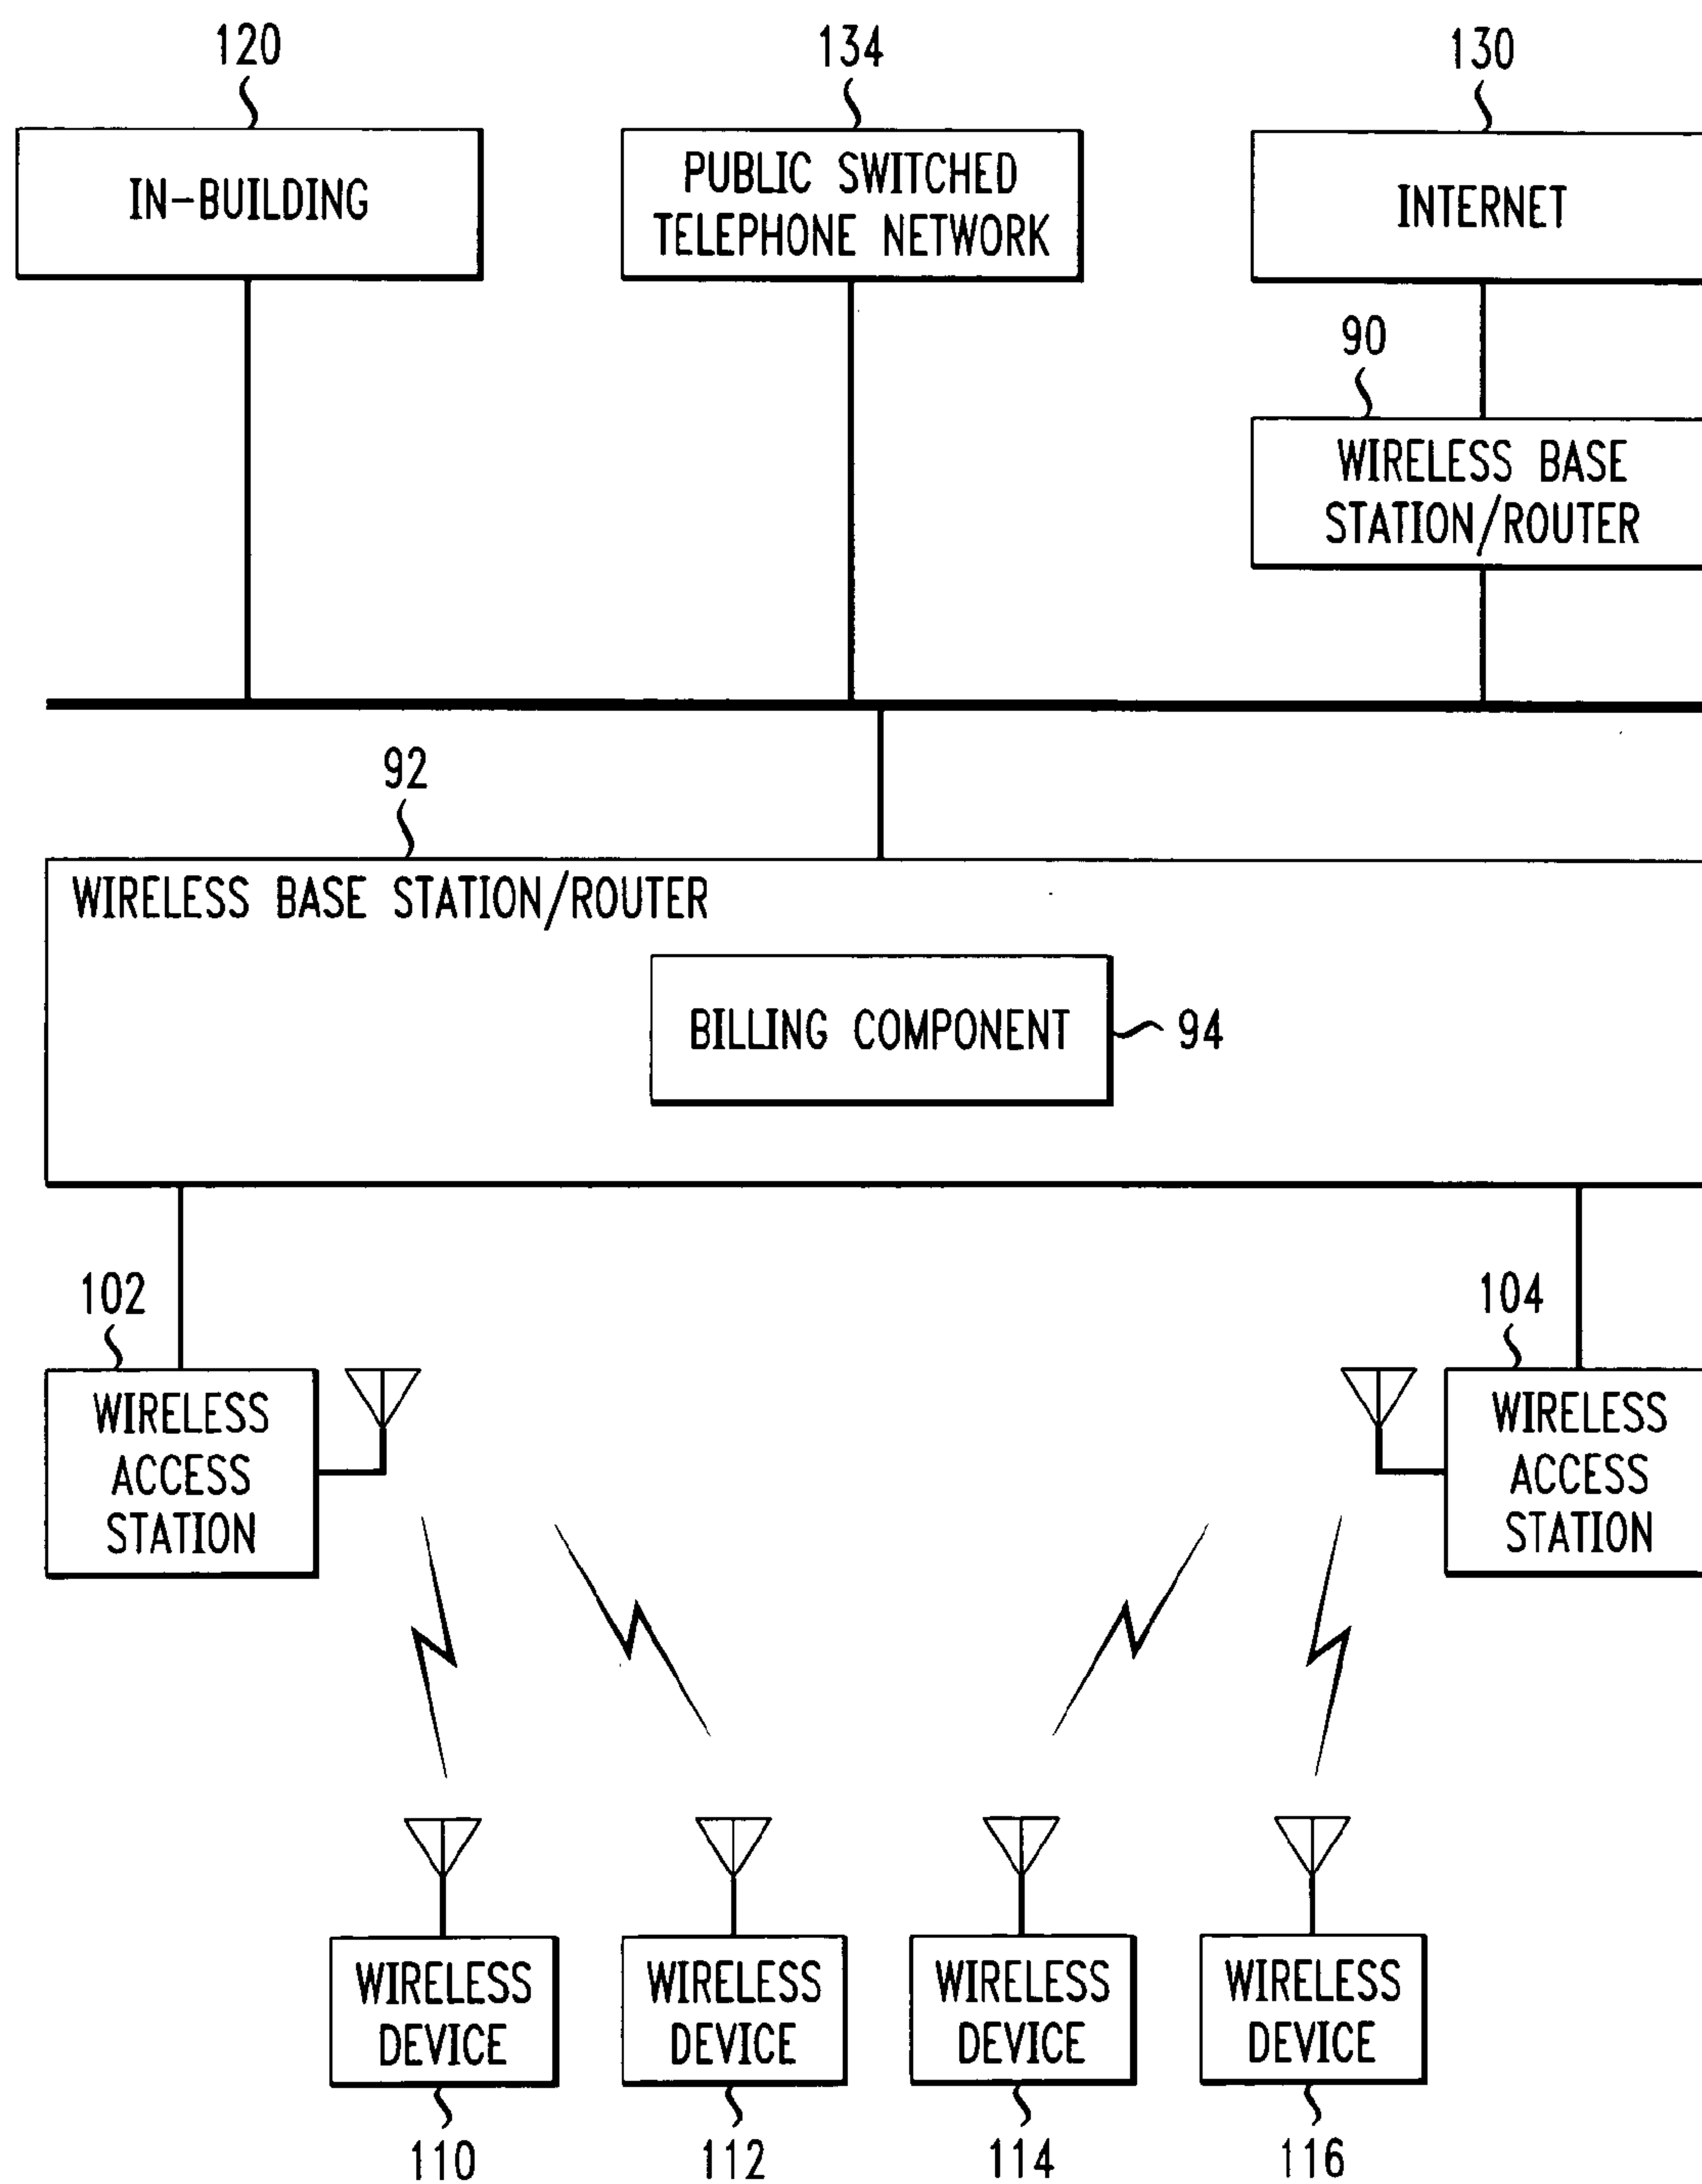 120
134
130
IN-BUILDING
PUBLIC SWITCHED
TELEPHONE NETWORK
INTERNET
90
WIRELESS BASE
STATION/ROUTER
92
WIRELESS BASE STATION/ROUTER
BILLING COMPONENT
94
102
104
WIRELESS
ACCESS
STATION
WIRELESS
ACCESS
STATION
WIRELESS
DEVICE
WIRELESS
DEVICE
WIRELESS
DEVICE
WIRELESS
DEVICE
110
112
114
116